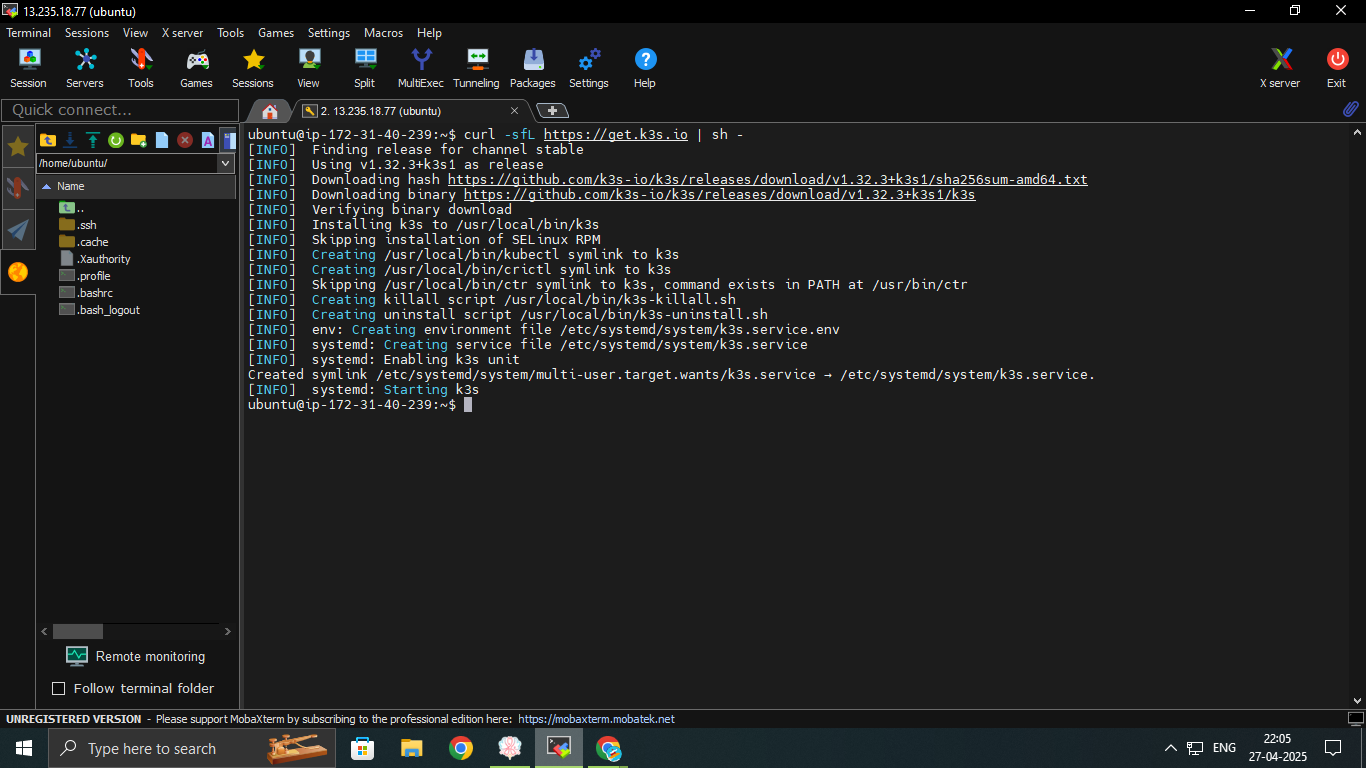 13.235.18.77 (ubuntu)
Terminal Sessions View X server Tools Games Settings Macros Help
Session Servers Tools Games Sessions View Split MultiExec Tunneling Packages Settings Help X server Exit
Quick connect...
2. 13.235.18.77 (ubuntu)
/home/ubuntu/
Name
..
.ssh
.cache
.Xauthority
.profile
.bashrc
.bash_logout
Remote monitoring
Follow terminal folder
ubuntu@ip-172-31-40-239:~$ curl -sfL https://get.k3s.io | sh -
[INFO]  Finding release for channel stable
[INFO]  Using v1.32.3+k3s1 as release
[INFO]  Downloading hash https://github.com/k3s-io/k3s/releases/download/v1.32.3+k3s1/sha256sum-amd64.txt
[INFO]  Downloading binary https://github.com/k3s-io/k3s/releases/download/v1.32.3+k3s1/k3s
[INFO]  Verifying binary download
[INFO]  Installing k3s to /usr/local/bin/k3s
[INFO]  Skipping installation of SELinux RPM
[INFO]  Creating /usr/local/bin/kubectl symlink to k3s
[INFO]  Creating /usr/local/bin/crictl symlink to k3s
[INFO]  Skipping /usr/local/bin/ctr symlink to k3s, command exists in PATH at /usr/bin/ctr
[INFO]  Creating killall script /usr/local/bin/k3s-killall.sh
[INFO]  Creating uninstall script /usr/local/bin/k3s-uninstall.sh
[INFO]  env: Creating environment file /etc/systemd/system/k3s.service.env
[INFO]  systemd: Creating service file /etc/systemd/system/k3s.service
[INFO]  systemd: Enabling k3s unit
Created symlink /etc/systemd/system/multi-user.target.wants/k3s.service → /etc/systemd/system/k3s.service.
[INFO]  systemd: Starting k3s
ubuntu@ip-172-31-40-239:~$
UNREGISTERED VERSION - Please support MobaXterm by subscribing to the professional edition here: https://mobaxterm.mobatek.net
Type here to search
ENG
22:05
27-04-2025